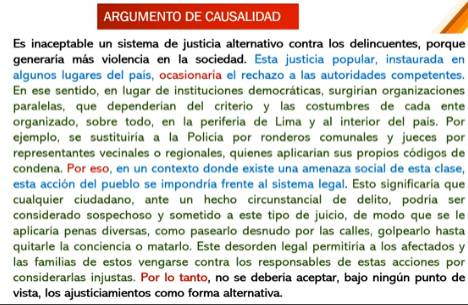 ARGUMENTO DE CAUSALIDAD
Es inaceptable un sistema de justicia alternativo contra los delincuentes, porque
generaría más violencia en la sociedad. Esta justicia popular, instaurada en
algunos lugares del país, ocasionaría el rechazo a las autoridades competentes.
En ese sentido, en lugar de instituciones democráticas, surgirían organizaciones
paralelas, que dependerían del criterio y las costumbres de cada ente
organizado, sobre todo, en la periferia de Lima y al interior del país. Por
ejemplo, se sustituiría a la Policía por ronderos comunales y jueces por
representantes vecinales o regionales, quienes aplicarían sus propios códigos de
condena. Por eso, en un contexto donde existe una amenaza social de esta clase,
esta acción del pueblo se impondría frente al sistema legal. Esto significaría que
cualquier ciudadano, ante un hecho circunstancial de delito, podría ser
considerado sospechoso y sometido a este tipo de juicio, de modo que se le
aplicaría penas diversas, como pasearlo desnudo por las calles, golpearlo hasta
quitarle la conciencia o matarlo. Este desorden legal permitiría a los afectados y
las familias de estos vengarse contra los responsables de estas acciones por
considerarlas injustas. Por lo tanto, no se debería aceptar, bajo ningún punto de
vista, los ajusticiamientos como forma alternativa.